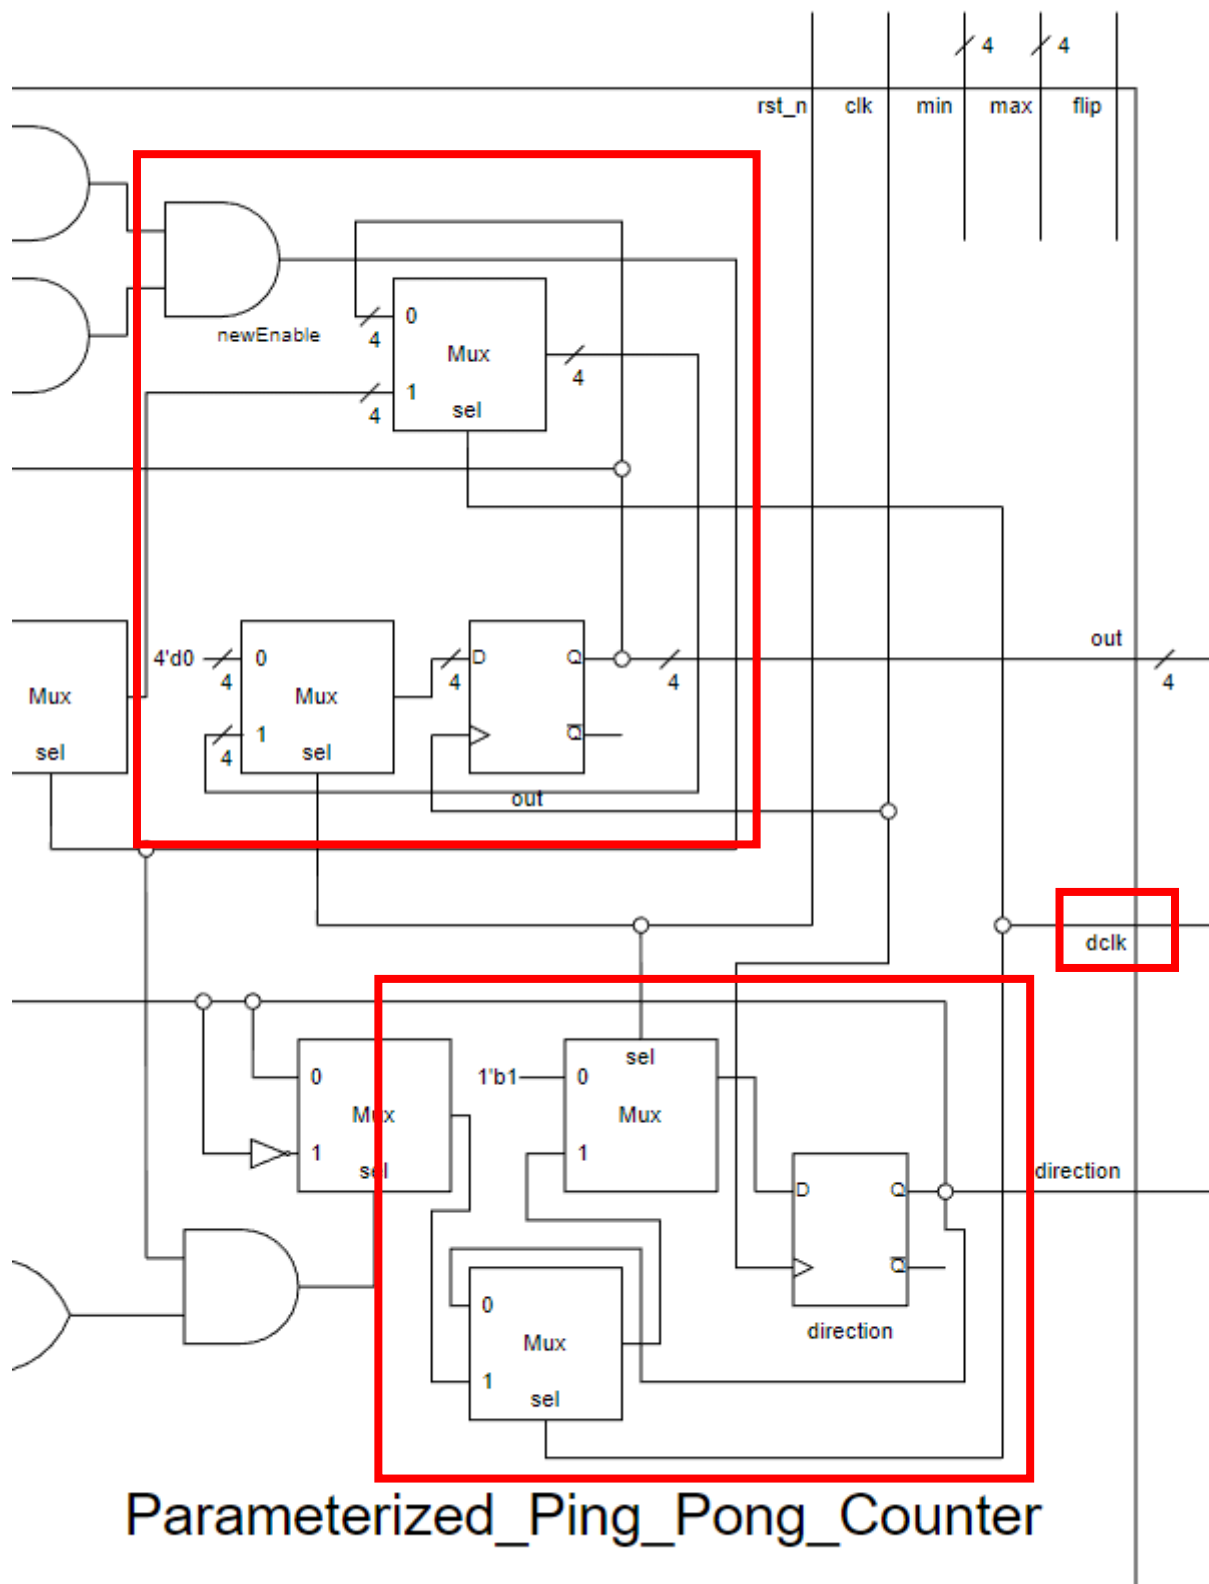 4 4
rst_n clk min max flip
newEnable
0
4
Mux
4
1
4
sel
out
4'd0 0 D Q
4 4 4 4
Mux Mux
1 Q
sel sel
4
out
dclk
sel
0 1'b1 0
Mux Mux
1 1
sel
direction
D Q
Q
0
direction
Mux
1
sel
Parameterized_Ping_Pong_Counter